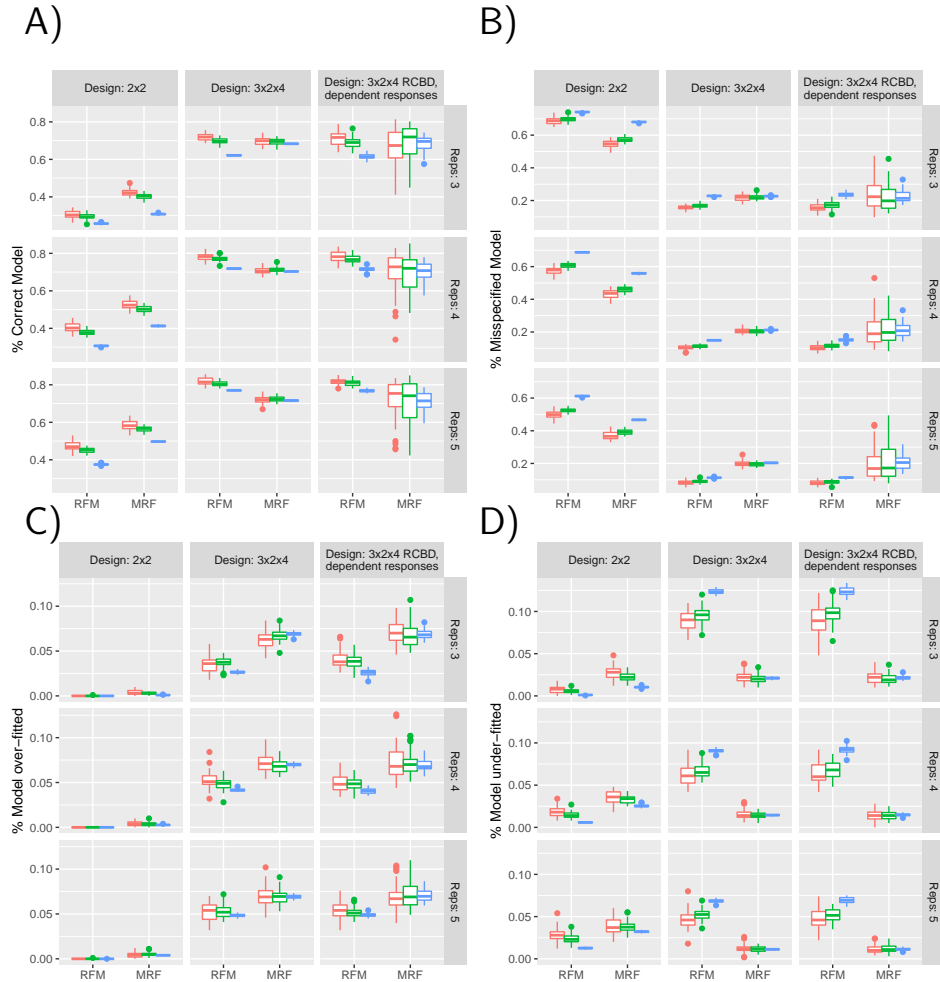 A)
Design: 2x2
Design: 3x2x4
Design: 3x2x4 RCBD,
dependent responses
% Correct Model
0.8
0.6
0.4
Reps: 3
0.8
0.6
0.4
Reps: 4
0.8
0.6
0.4
Reps: 5
RFM
MRF
RFM
MRF
RFM
MRF
B)
Design: 2x2
Design: 3x2x4
Design: 3x2x4 RCBD,
dependent responses
% Misspecified Model
0.6
0.4
0.2
Reps: 3
0.6
0.4
0.2
Reps: 4
0.6
0.4
0.2
Reps: 5
RFM
MRF
RFM
MRF
RFM
MRF
C)
Design: 2x2
Design: 3x2x4
Design: 3x2x4 RCBD,
dependent responses
% Model over−fitted
0.10
0.05
0.00
Reps: 3
0.10
0.05
0.00
Reps: 4
0.10
0.05
0.00
Reps: 5
RFM
MRF
RFM
MRF
RFM
MRF
D)
Design: 2x2
Design: 3x2x4
Design: 3x2x4 RCBD,
dependent responses
% Model under−fitted
0.10
0.05
0.00
Reps: 3
0.10
0.05
0.00
Reps: 4
0.10
0.05
0.00
Reps: 5
RFM
MRF
RFM
MRF
RFM
MRF